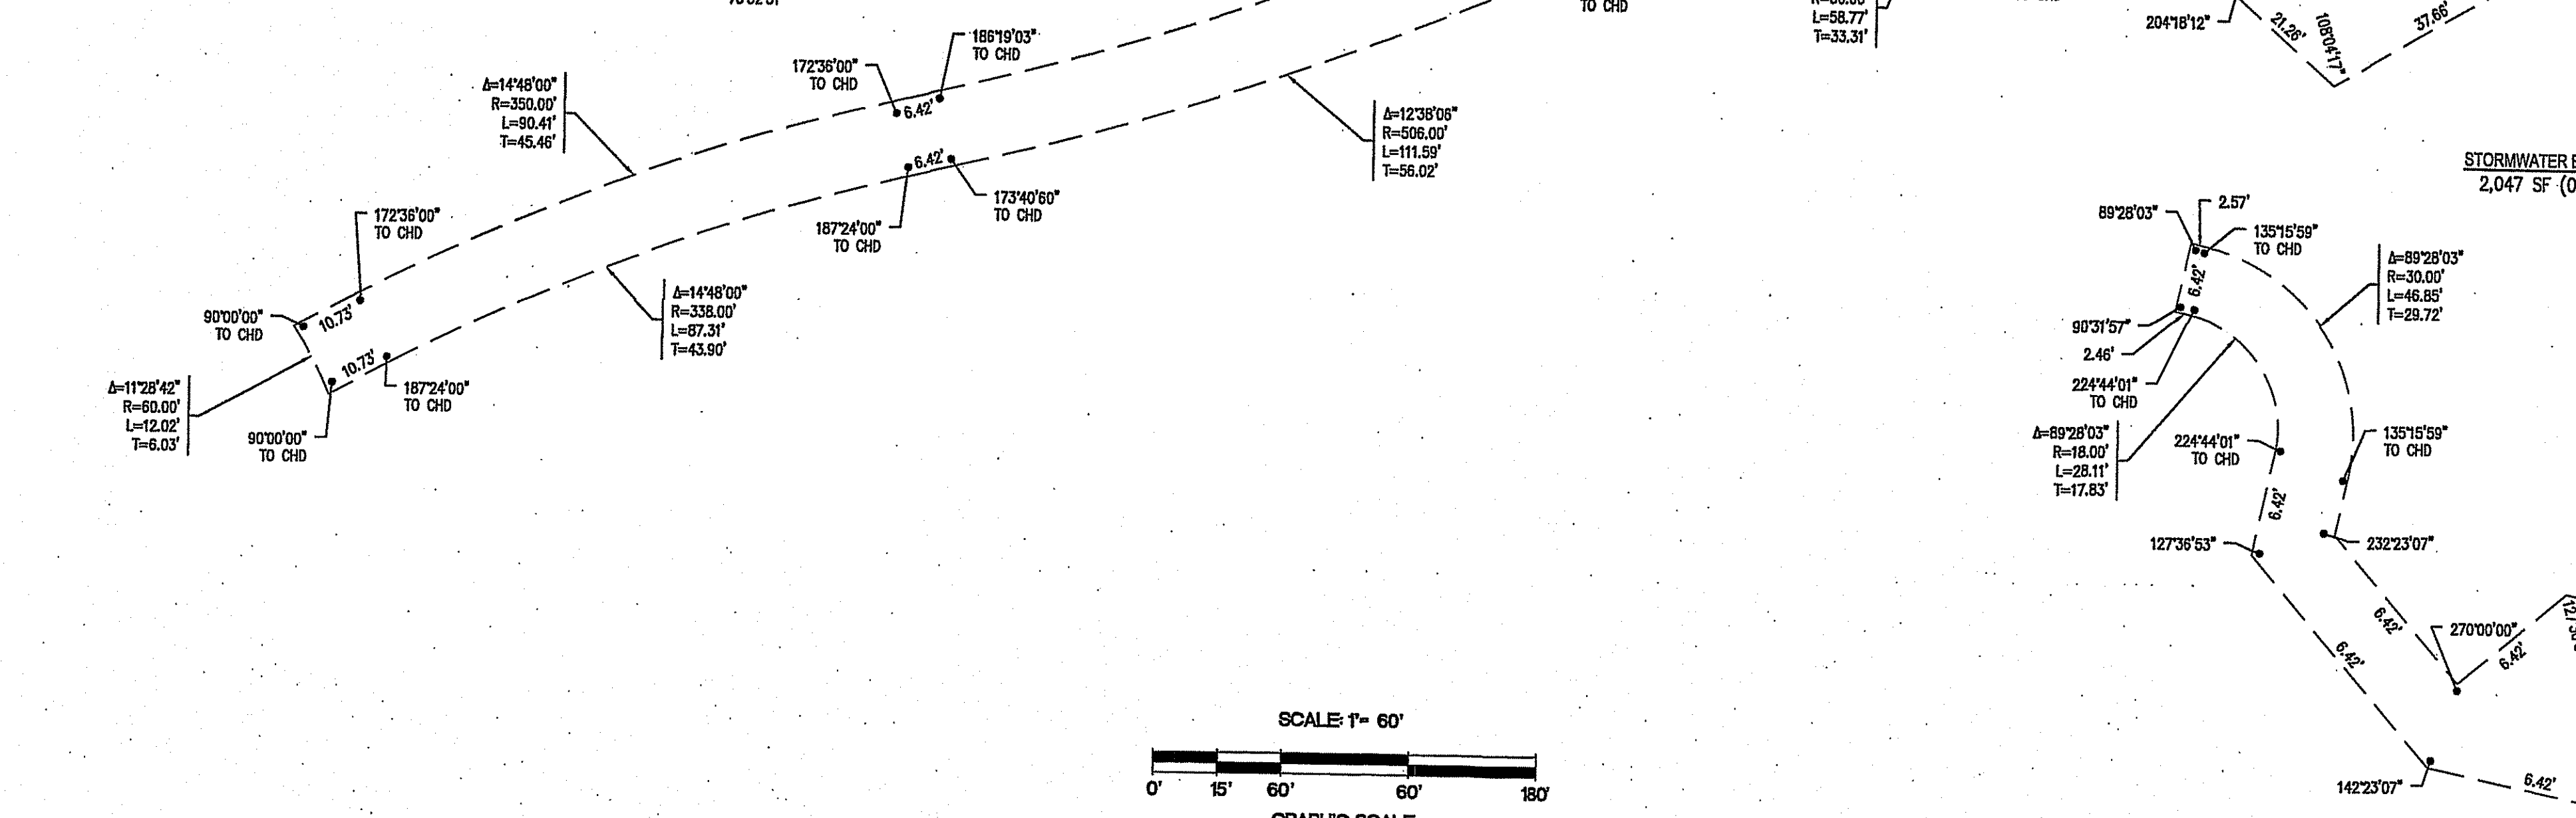 TO CHD
L=58.77'
T=33.31'
204°18'12"
21.26'
108°04'17"
37.66'
186°19'03"
TO CHD
172°36'00"
TO CHD
6.42'
Δ=14°48'00"
R=350.00'
L=90.41'
T=45.46'
Δ=12°38'08"
R=506.00'
L=111.59'
T=56.02'
6.42'
173°40'60"
TO CHD
187°24'00"
TO CHD
STORMWATER
2,047 SF
172°36'00"
TO CHD
90°00'00"
TO CHD
10.73'
10.73'
187°24'00"
TO CHD
Δ=14°48'00"
R=338.00'
L=87.31'
T=43.90'
Δ=11°28'42"
R=60.00'
L=12.02'
T=6.03'
90°00'00"
TO CHD
89°28'03"
2.57'
135°15'59"
TO CHD
6.42'
Δ=89°28'03"
R=30.00'
L=46.85'
T=29.72'
90°31'57"
2.46'
224°44'01"
TO CHD
Δ=89°28'03"
R=18.00'
L=28.11'
T=17.83'
224°44'01"
TO CHD
135°15'59"
TO CHD
6.42'
127°36'53"
232°23'07"
6.42'
6.42'
270°00'00"
6.42'
142°23'07"
6.42'
SCALE: 1"= 60'
0' 15' 60' 60' 180'